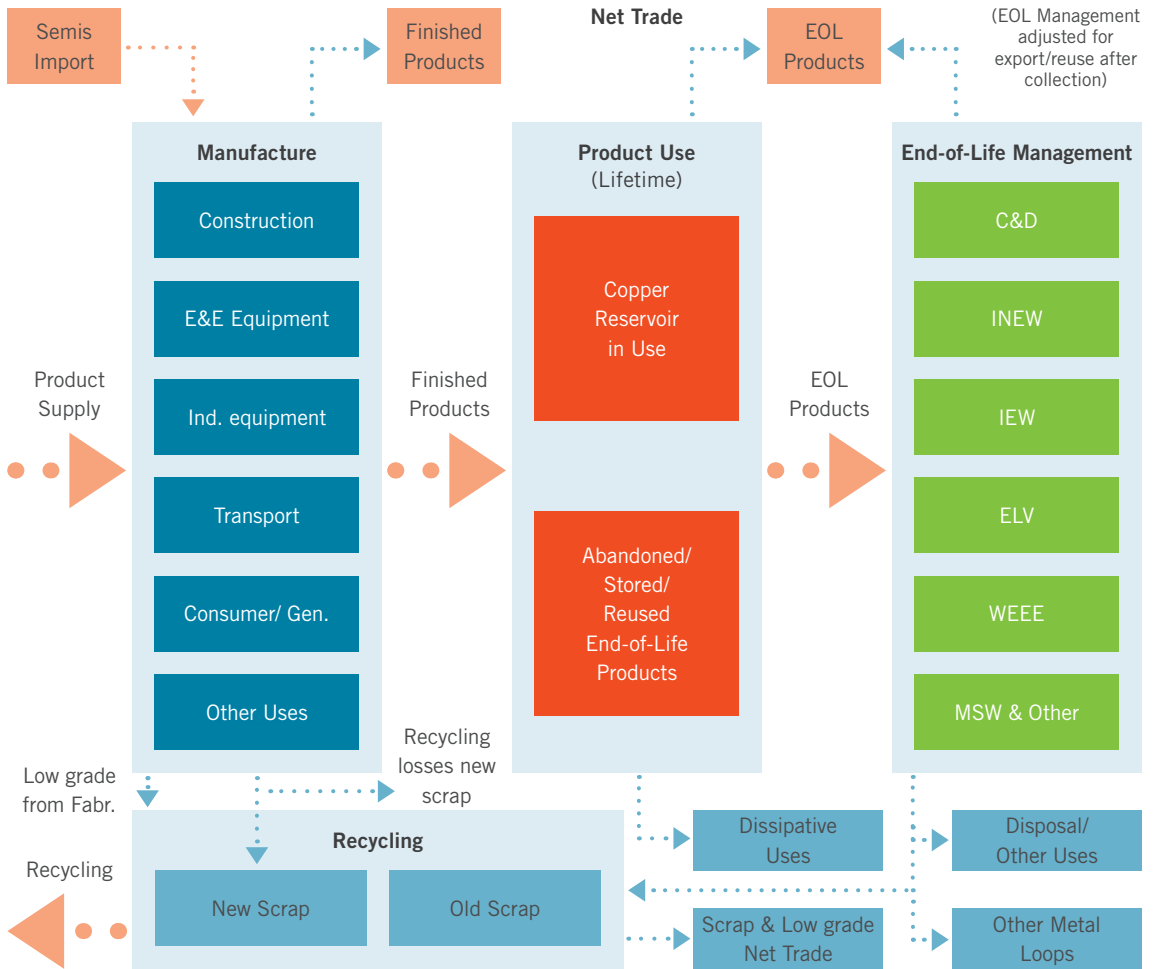 Semis
Import
Finished
Products
Net Trade
EOL
Products
(EOL Management
adjusted for
export/reuse after
collection)
Manufacture
Construction
E&E Equipment
Ind. equipment
Transport
Consumer/ Gen.
Other Uses
Product Use
(Lifetime)
Copper
Reservoir
in Use
Abandoned/
Stored/
Reused
End-of-Life
Products
End-of-Life Management
C&D
INEW
IEW
ELV
WEEE
MSW & Other
Product
Supply
Finished
Products
EOL
Products
Low grade
from Fabr.
Recycling
losses new
scrap
Recycling
Recycling
New Scrap
Old Scrap
Dissipative
Uses
Disposal/
Other Uses
Scrap & Low grade
Net Trade
Other Metal
Loops